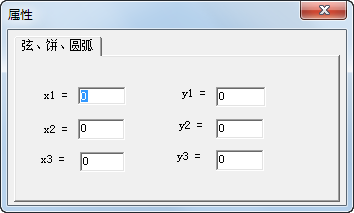 属性
弦、饼、圆弧
x1 = 0 y1 = 0
x2 = 0 y2 = 0
x3 = 0 y3 = 0